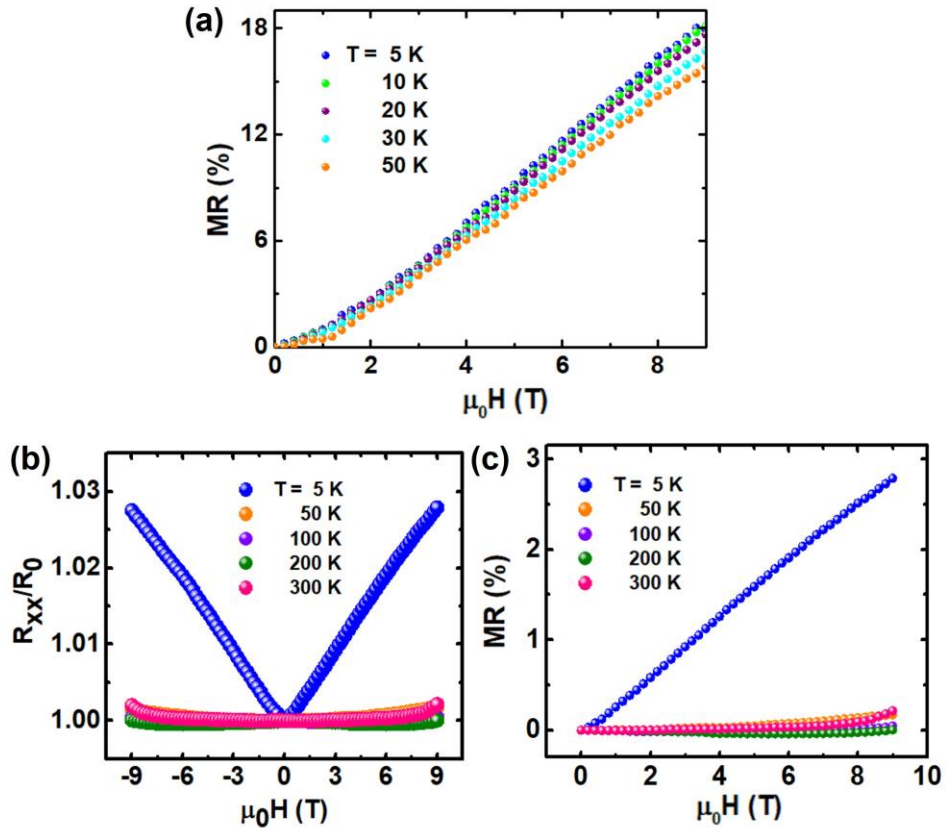 (a)
18
12
6
0
MR (%)
T = 5 K
10 K
20 K
30 K
50 K
0 2 4 6 8
μ₀H (T)
(b)
1.03
1.02
1.01
1.00
Rxx/R0
T = 5 K
50 K
100 K
200 K
300 K
-9 -6 -3 0 3 6 9
μ₀H (T)
(c)
3
2
1
0
MR (%)
T = 5 K
50 K
100 K
200 K
300 K
0 2 4 6 8 10
μ₀H (T)